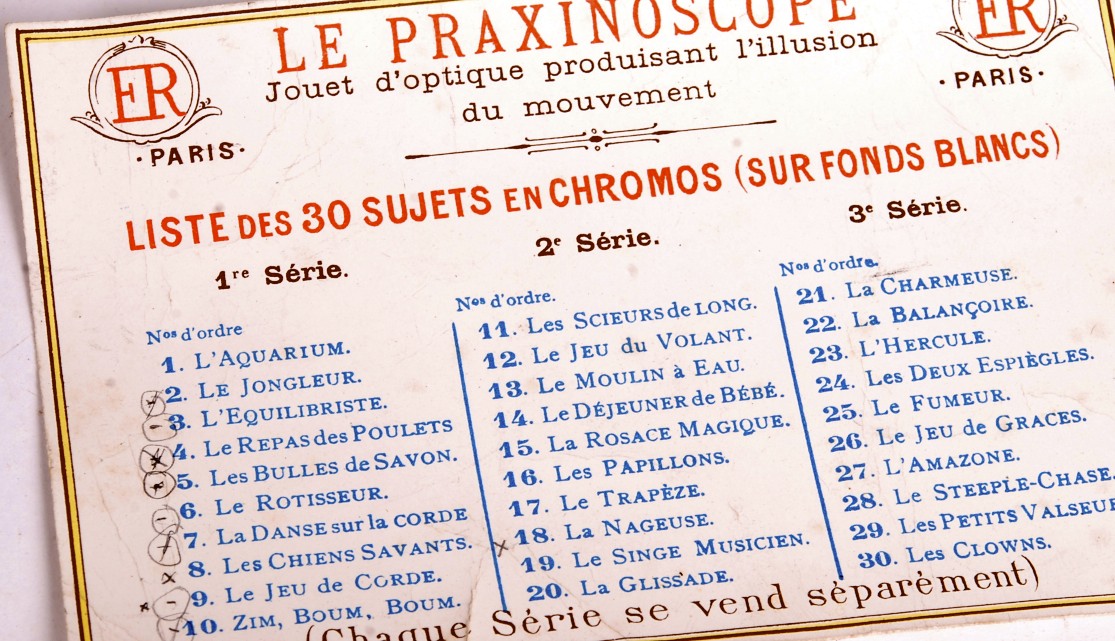 LE PRAXINOSCOPE
ER
ER
Jouet d'optique produisant l'illusion
du mouvement
·PARIS·
·PARIS·
LISTE DES 30 SUJETS EN CHROMOS (SUR FONDS BLANCS)
1re Série.
Nos d'ordre
1. L'AQUARIUM.
2. LE JONGLEUR.
3. L'EQUILIBRISTE.
4. Le REPAS des POULETS
5. Les BULLES de SAVON.
6. Le ROTISSEUR.
7. La DANSE sur la CORDE
8. Les CHIENS SAVANTS.
9. Le JEU de CORDE.
10. ZIM, BOUM, BOUM.
2e Série.
Nos d'ordre.
11. Les SCIEURS de LONG.
12. Le JEU du VOLANT.
13. Le MOULIN à EAU.
14. Le DÉJEUNER de BÉBÉ.
15. La ROSACE MAGIQUE.
16. Les PAPILLONS.
17. Le TRAPÈZE.
18. La NAGEUSE.
19. Le SINGE MUSICIEN.
20. La GLISSADE.
3e Série.
Nos d'ordre.
21. La CHARMEUSE.
22. La BALANÇOIRE.
23. L'HERCULE.
24. Les DEUX ESPIÈGLES.
25. Le FUMEUR.
26. Le JEU de GRACES.
27. L'AMAZONE.
28. Le STEEPLE-CHASE.
29. Les PETITS VALSEU
30. Les CLOWNS.
(Chaque Série se vend sèparèment)